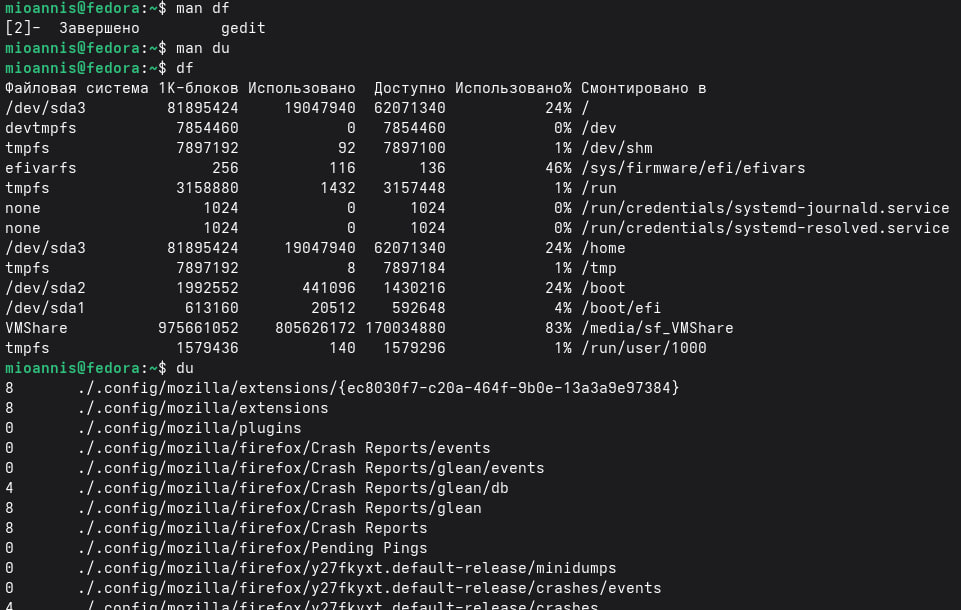 mioannis@fedora:~$ man df
[2]-  Завершено         gedit
mioannis@fedora:~$ man du
mioannis@fedora:~$ df
Файловая система 1K-блоков Использовано  Доступно Использовано% Смонтировано в
/dev/sda3         81895424     19047940  62071340           24% /
devtmpfs           7854460            0   7854460            0% /dev
tmpfs              7897192           92   7897100            1% /dev/shm
efivarfs               256          116       136           46% /sys/firmware/efi/efivars
tmpfs              3158880         1432   3157448            1% /run
none                  1024            0      1024            0% /run/credentials/systemd-journald.service
none                  1024            0      1024            0% /run/credentials/systemd-resolved.service
/dev/sda3         81895424     19047940  62071340           24% /home
tmpfs              7897192            8   7897184            1% /tmp
/dev/sda2          1992552       441096   1430216           24% /boot
/dev/sda1           613160        20512    592648            4% /boot/efi
VMShare          975661052    805626172 170034880           83% /media/sf_VMShare
tmpfs              1579436          140   1579296            1% /run/user/1000
mioannis@fedora:~$ du
8       ./.config/mozilla/extensions/{ec8030f7-c20a-464f-9b0e-13a3a9e97384}
8       ./.config/mozilla/extensions
0       ./.config/mozilla/plugins
0       ./.config/mozilla/firefox/Crash Reports/events
0       ./.config/mozilla/firefox/Crash Reports/glean/events
4       ./.config/mozilla/firefox/Crash Reports/glean/db
8       ./.config/mozilla/firefox/Crash Reports/glean
8       ./.config/mozilla/firefox/Crash Reports
0       ./.config/mozilla/firefox/Pending Pings
0       ./.config/mozilla/firefox/y27fkyxt.default-release/minidumps
0       ./.config/mozilla/firefox/y27fkyxt.default-release/crashes/events
4       ./.config/mozilla/firefox/y27fkyxt.default-release/crashes